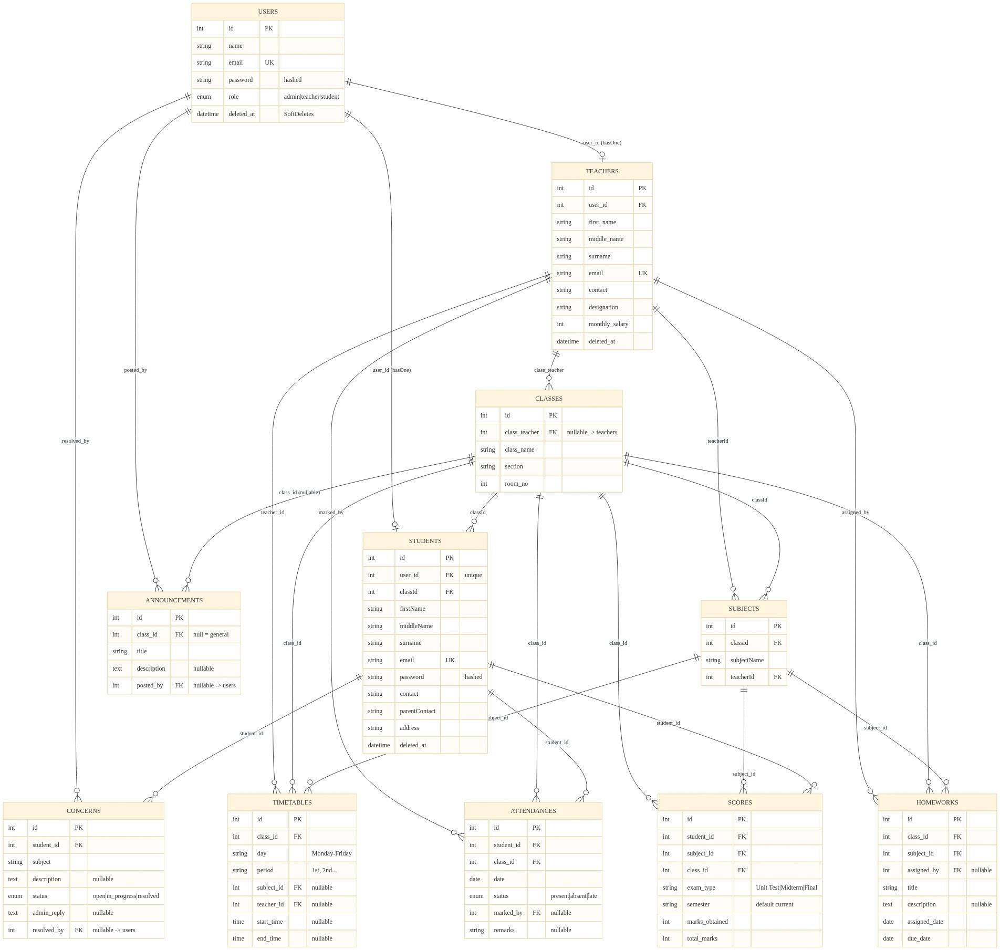 USERS
int id PK
string name
string email UK
string password hashed
enum role admin|teacher|student
datetime deleted_at SoftDeletes
user_id (hasOne)
TEACHERS
int id PK
int user_id FK
string first_name
string middle_name
string surname
string email UK
string contact
string designation
int monthly_salary
datetime deleted_at
posted_by
user_id (hasOne)
class_teacher
CLASSES
int id PK
int class_teacher FK nullable -> teachers
string class_name
string section
int room_no
resolved_by
teacherId
class_id (nullable)
classId
teacher_id
marked_by
classId
assigned_by
STUDENTS
int id PK
int user_id FK unique
int classId FK
string firstName
string middleName
string surname
string email UK
string password hashed
string contact
string parentContact
string address
datetime deleted_at
ANNOUNCEMENTS
int id PK
int class_id FK null = general
string title
text description nullable
int posted_by FK nullable -> users
SUBJECTS
int id PK
int classId FK
string subjectName
int teacherId FK
class_id
class_id
class_id
class_id
ubject_id
student_id
student_id
student_id
subject_id
subject_id
CONCERNS
int id PK
int student_id FK
string subject
text description nullable
enum status open|in_progress|resolved
text admin_reply nullable
int resolved_by FK nullable -> users
TIMETABLES
int id PK
int class_id FK
string day Monday-Friday
string period 1st, 2nd...
int subject_id FK nullable
int teacher_id FK nullable
time start_time nullable
time end_time nullable
ATTENDANCES
int id PK
int student_id FK
int class_id FK
date date
enum status present|absent|late
int marked_by FK nullable
string remarks nullable
SCORES
int id PK
int student_id FK
int subject_id FK
int class_id FK
string exam_type Unit Test|Midterm|Final
string semester default current
int marks_obtained
int total_marks
HOMEWORKS
int id PK
int class_id FK
int subject_id FK
int assigned_by FK nullable
string title
text description nullable
date assigned_date
date due_date